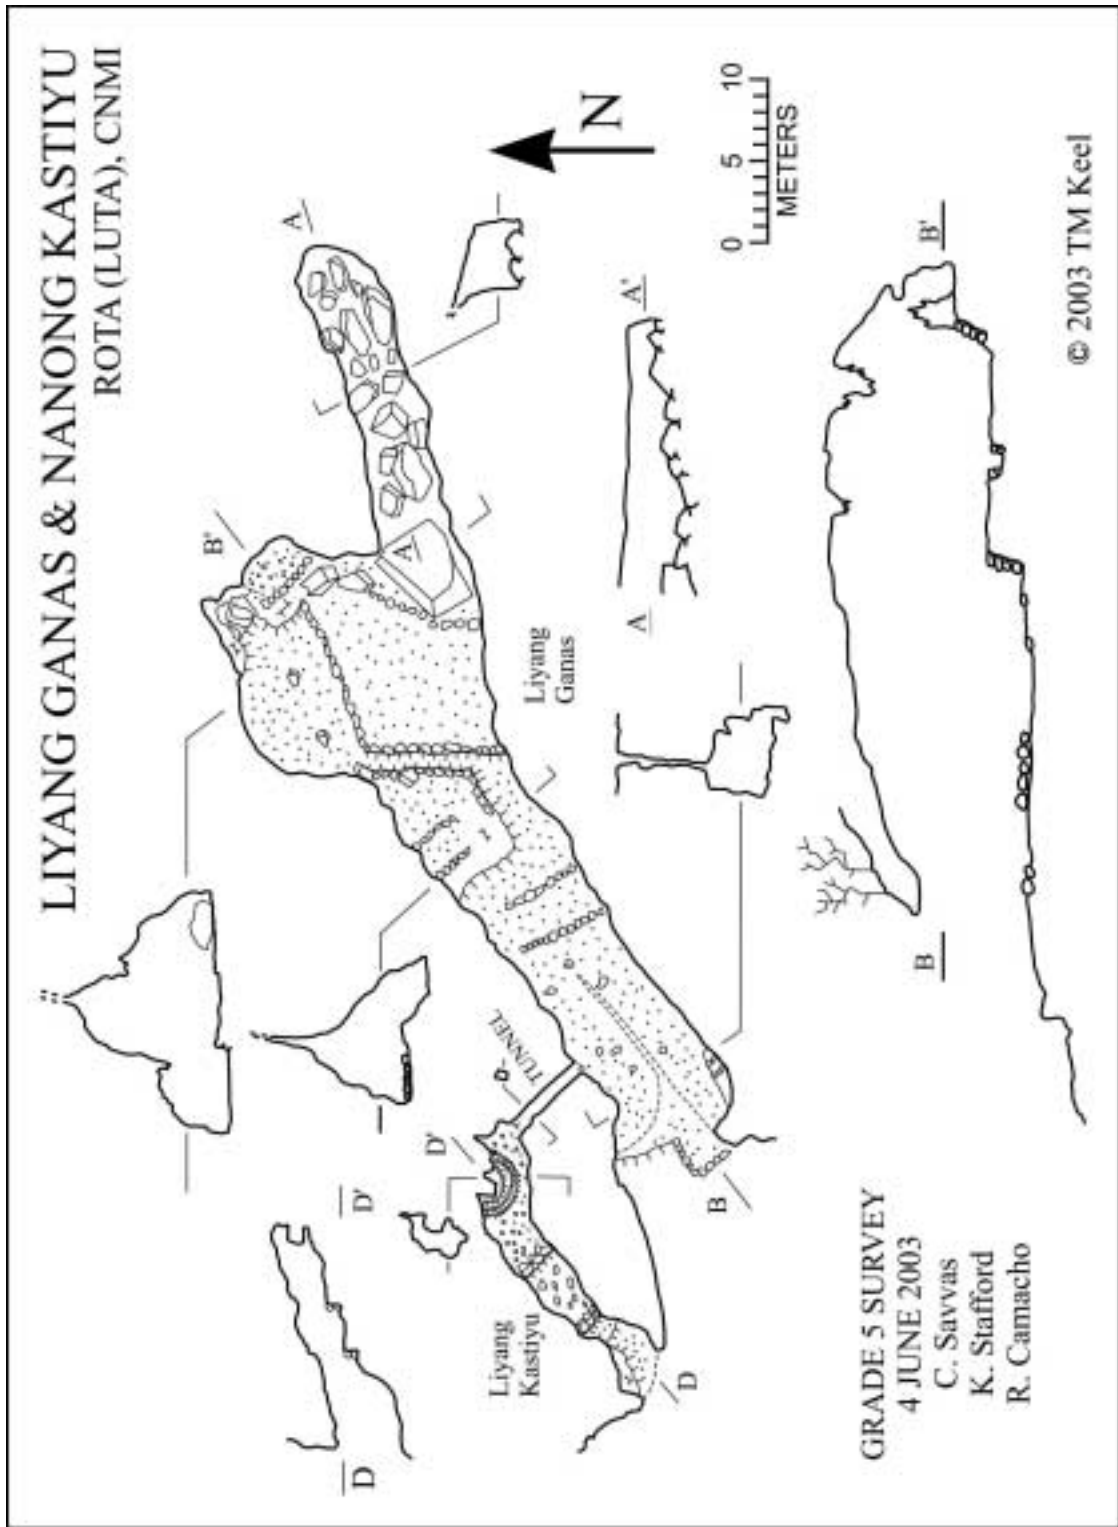 LIYANG GANAS & NANONG KASTIYU
ROTA (LUTA), CNMI
A
B'
A'
N
0 5 10
METERS
Liyang
Ganas
A
A'
TUNNEL
D'
D'
D
Liyang
Kastiyu
D
B
B
B'
GRADE 5 SURVEY
4 JUNE 2003
C. Savvas
K. Stafford
R. Camacho
© 2003 TM Keel